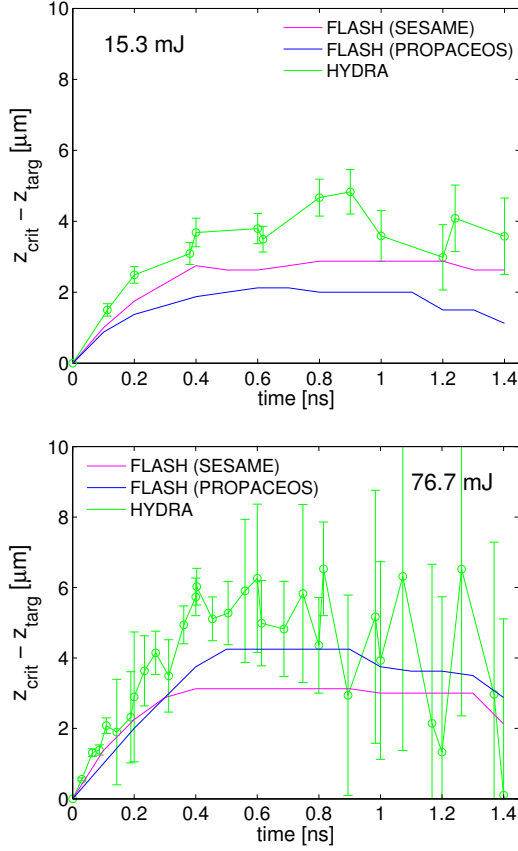 10
8
6
4
2
0
z_crit − z_targ [μm]
15.3 mJ
FLASH (SESAME)
FLASH (PROPACEOS)
HYDRA
0 0.2 0.4 0.6 0.8 1 1.2 1.4
time [ns]
10
8
6
4
2
0
z_crit − z_targ [μm]
FLASH (SESAME)
FLASH (PROPACEOS)
HYDRA
76.7 mJ
0 0.2 0.4 0.6 0.8 1 1.2 1.4
time [ns]